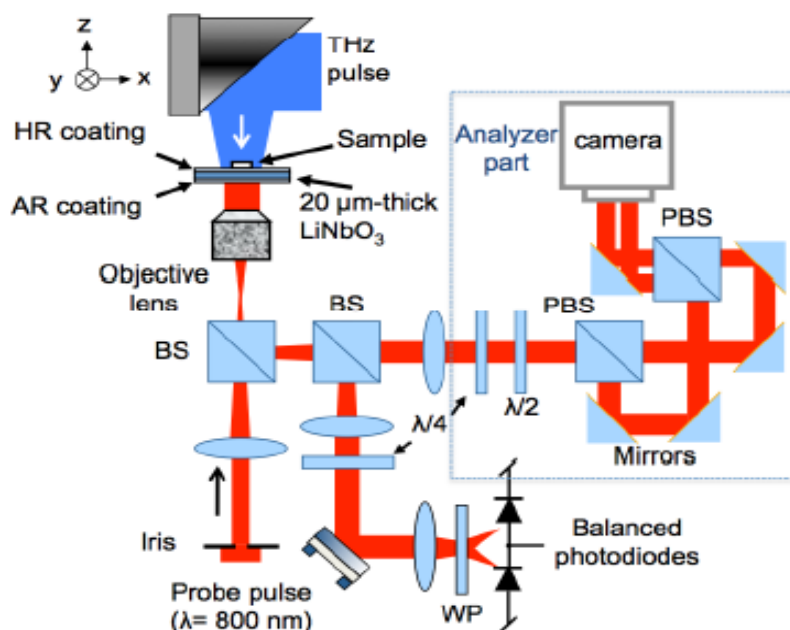 z
y
x
THz
pulse
HR coating
Sample
AR coating
20 μm-thick
LiNbO3
Analyzer
part
camera
PBS
Objective
lens
BS
BS
PBS
λ/4
λ/2
Mirrors
Iris
Probe pulse
(λ= 800 nm)
WP
Balanced
photodiodes